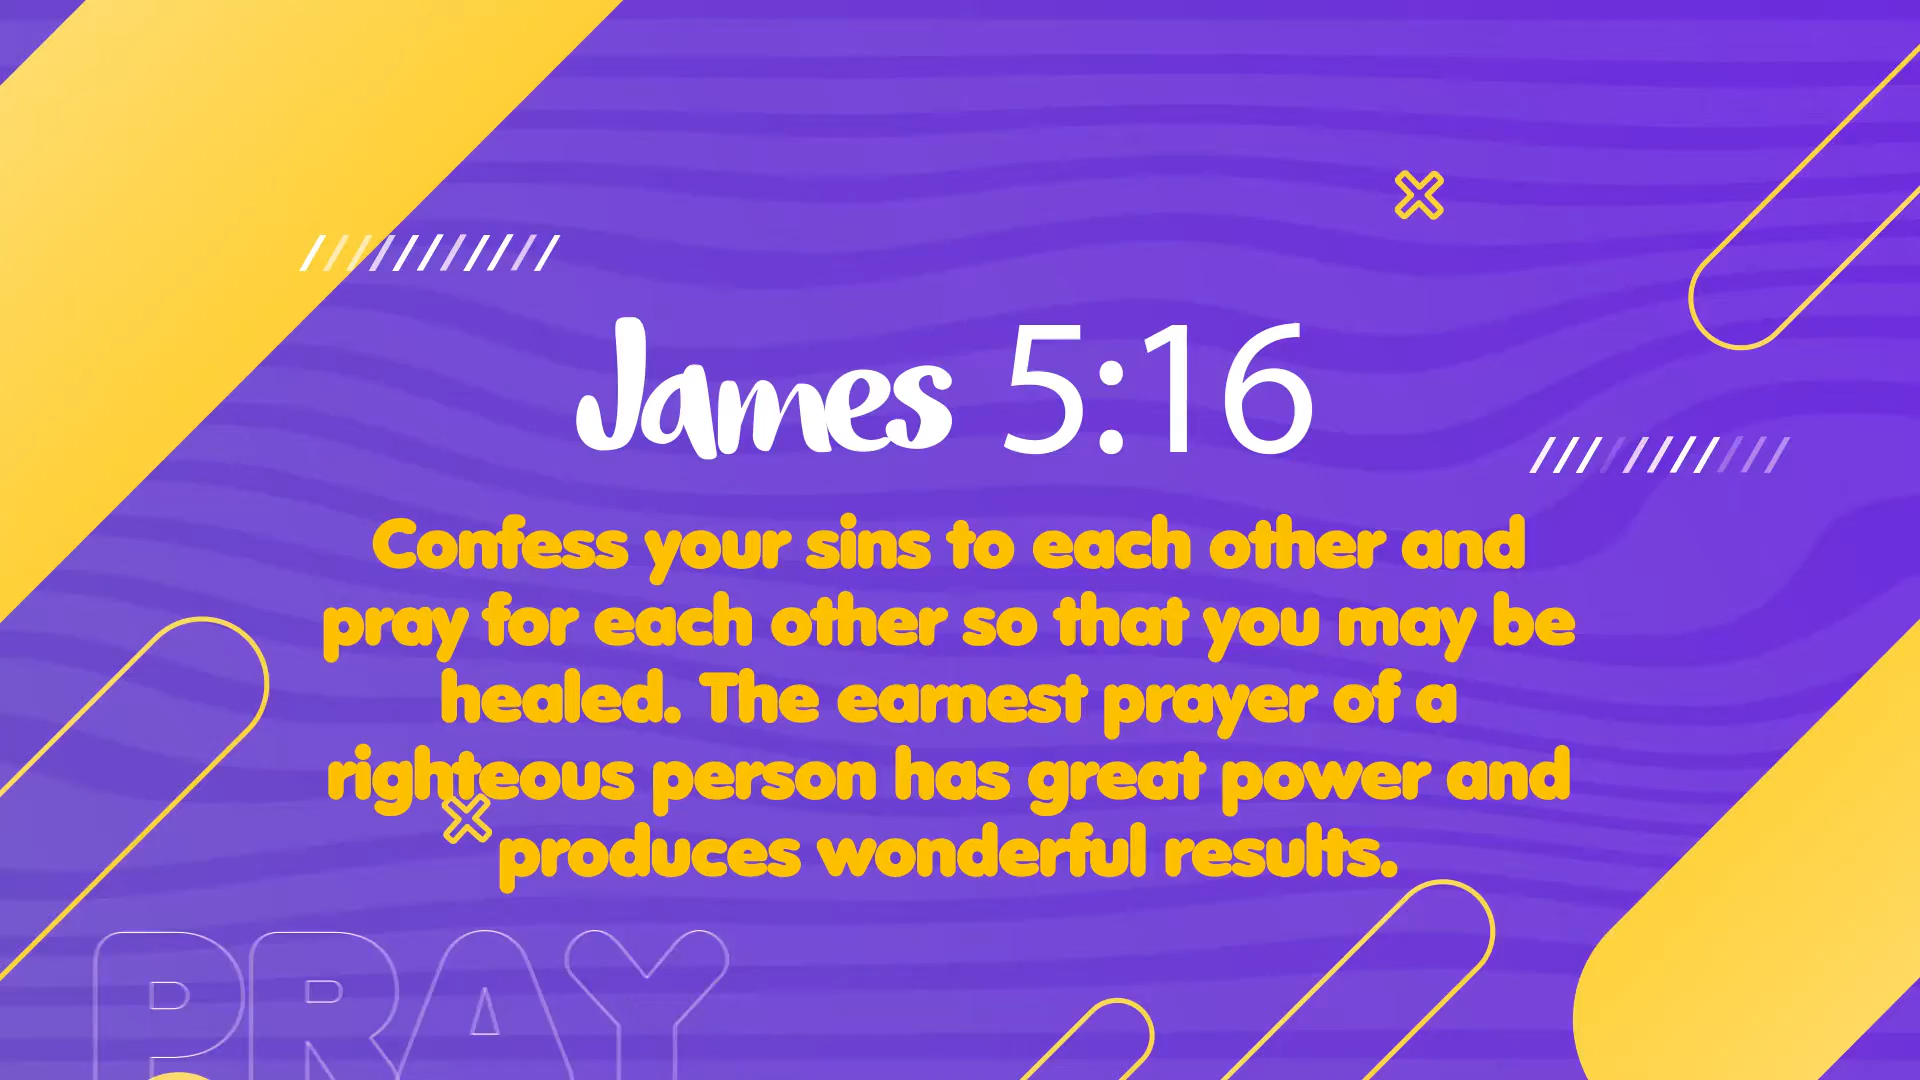 James 5:16
Confess your sins to each other and
pray for each other so that you may be
healed. The earnest prayer of a
righteous person has great power and
produces wonderful results.
PRAY